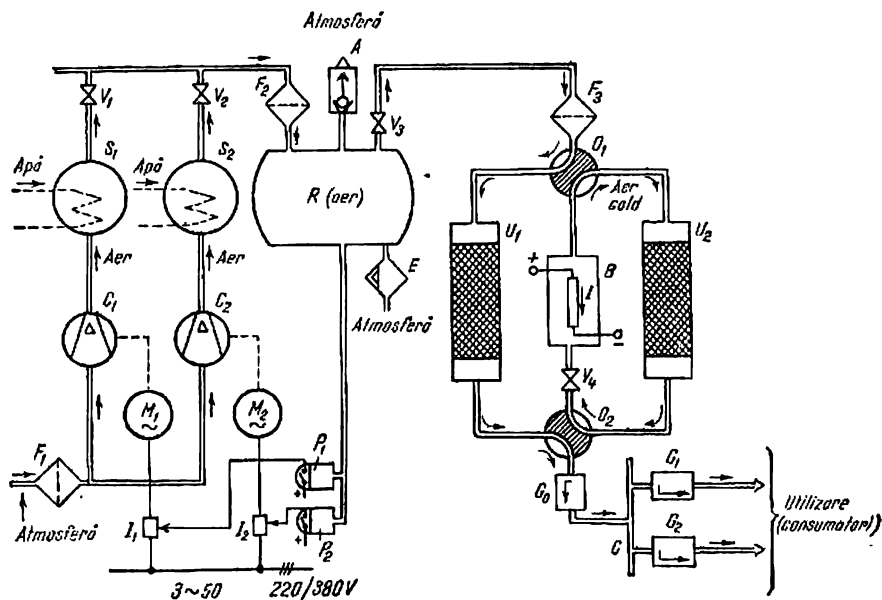 Atmosferă
A
F₂
V₁
V₂
V₃
F₃
O₁
S₁
S₂
Apă
Apă
R (aer)
Aer cald
U₁
U₂
Aer
Aer
E
+
I
B
−
C₁
C₂
Atmosferă
V₄
M₁
~
M₂
~
O₂
F₁
P₁
+
G₀
G₁
Atmosferă
I₁
I₂
+
P₂
G
G₂
Utilizare
(consumatori)
3~50
220/380V